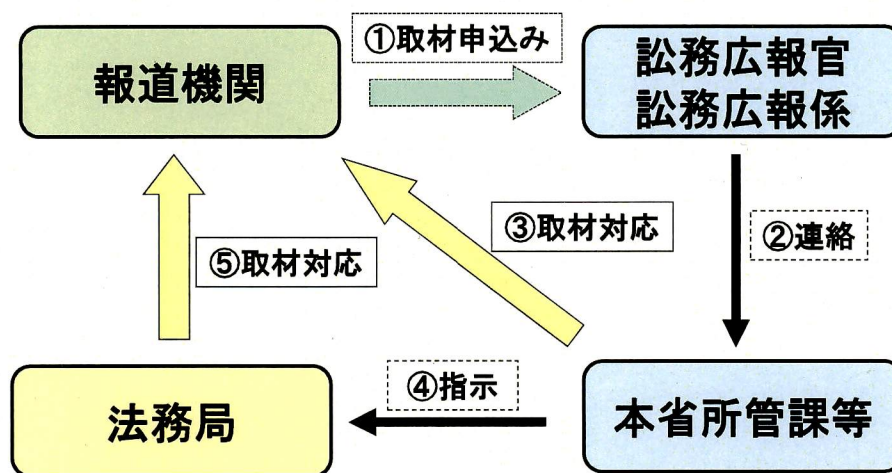 ①取材申込み
報道機関
訟務広報官
訟務広報係
②連絡
③取材対応
⑤取材対応
④指示
法務局
本省所管課等